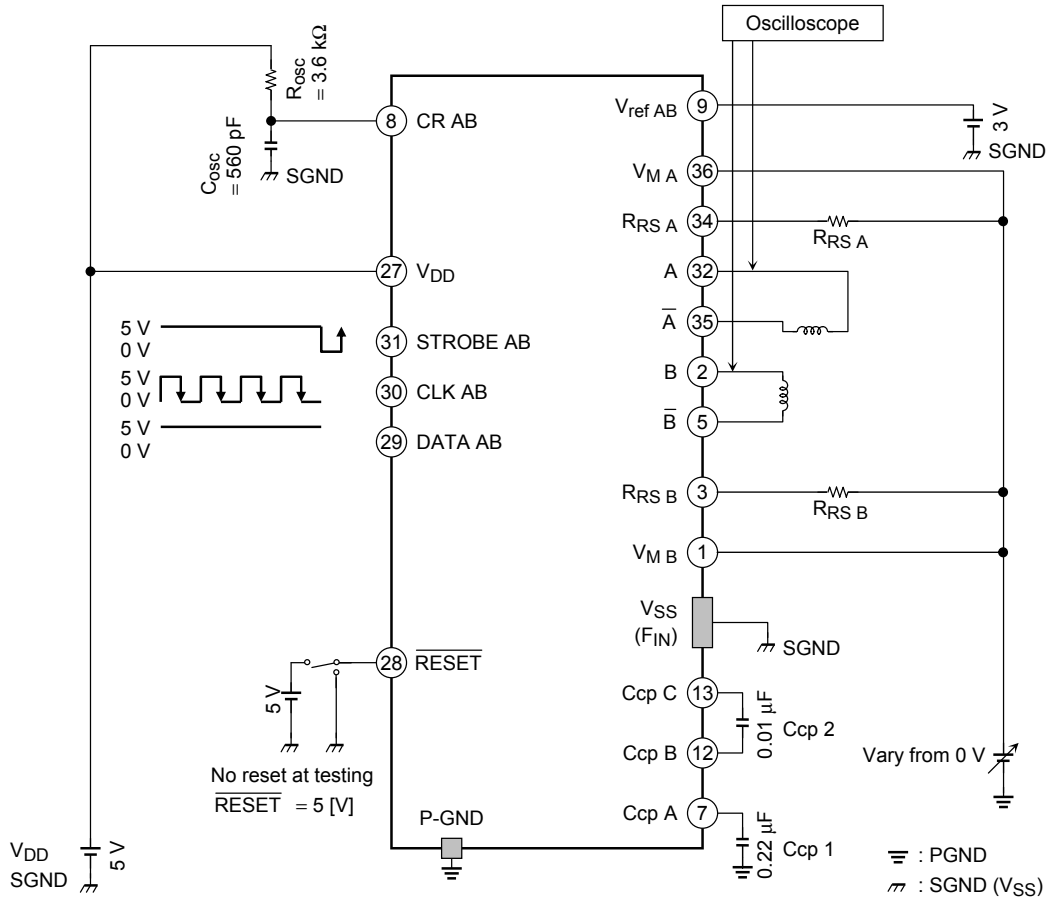 Oscilloscope
Rosc
= 3.6 kΩ
Cosc
= 560 pF
SGND
8 CR AB
27 VDD
5 V
0 V
31 STROBE AB
5 V
0 V
30 CLK AB
5 V
0 V
29 DATA AB
28 RESET
5 V
No reset at testing
RESET = 5 [V]
P-GND
VDD
SGND
5 V
Vref AB 9
3 V
SGND
VM A 36
RRS A 34
RRS A
A 32
A 35
B 2
B 5
RRS B 3
RRS B
VM B 1
VSS
(FIN)
SGND
Ccp C 13
0.01 µF
Ccp 2
Ccp B 12
Vary from 0 V
Ccp A 7
0.22 µF
Ccp 1
: PGND
: SGND (VSS)